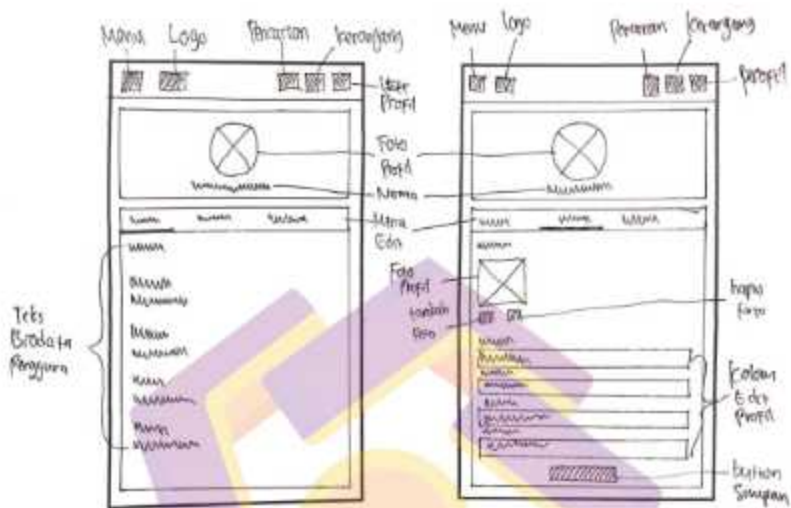 Menu Logo Pencarian keranjang
User Profil
Foto Profil
Nama
Menu Edit
Teks Biodata Pengguna
Menu Logo Pencarian keranjang
profil
Foto Profil
tambah foto
hapus foto
kolom Edit Profil
button Simpan